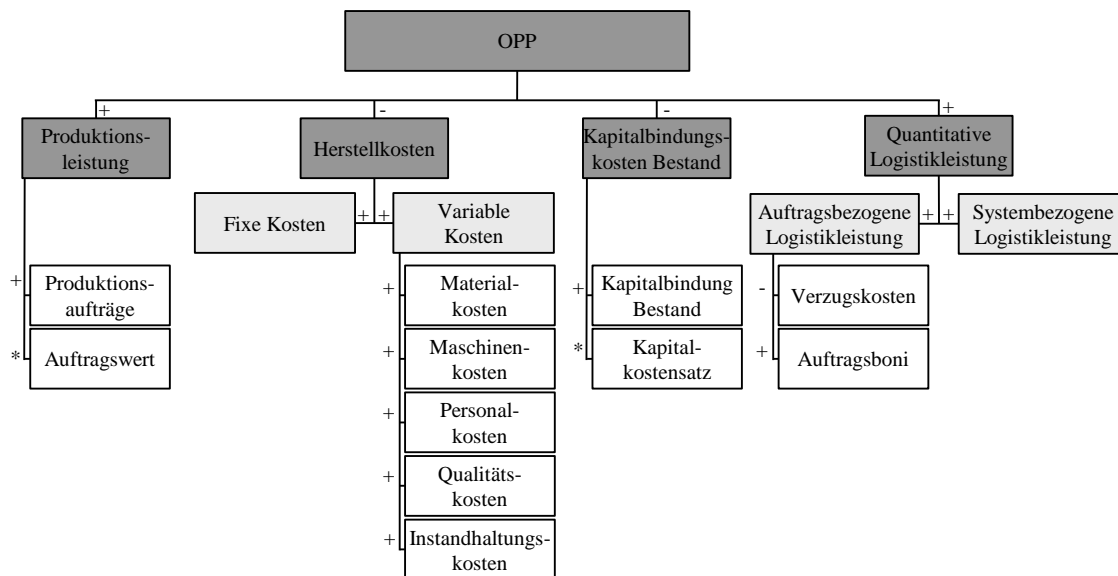 OPP
+
-
-
+
Produktions-
leistung
Herstellkosten
Kapitalbindungs-
kosten Bestand
Quantitative
Logistikleistung
Fixe Kosten
+
+
Variable
Kosten
Auftragsbezogene
Logistikleistung
+
+
Systembezogene
Logistikleistung
+
Produktions-
aufträge
*
Auftragswert
+
Material-
kosten
+
Maschinen-
kosten
+
Personal-
kosten
+
Qualitäts-
kosten
+
Instandhaltungs-
kosten
+
Kapitalbindung
Bestand
*
Kapital-
kostensatz
-
Verzugskosten
+
Auftragsboni